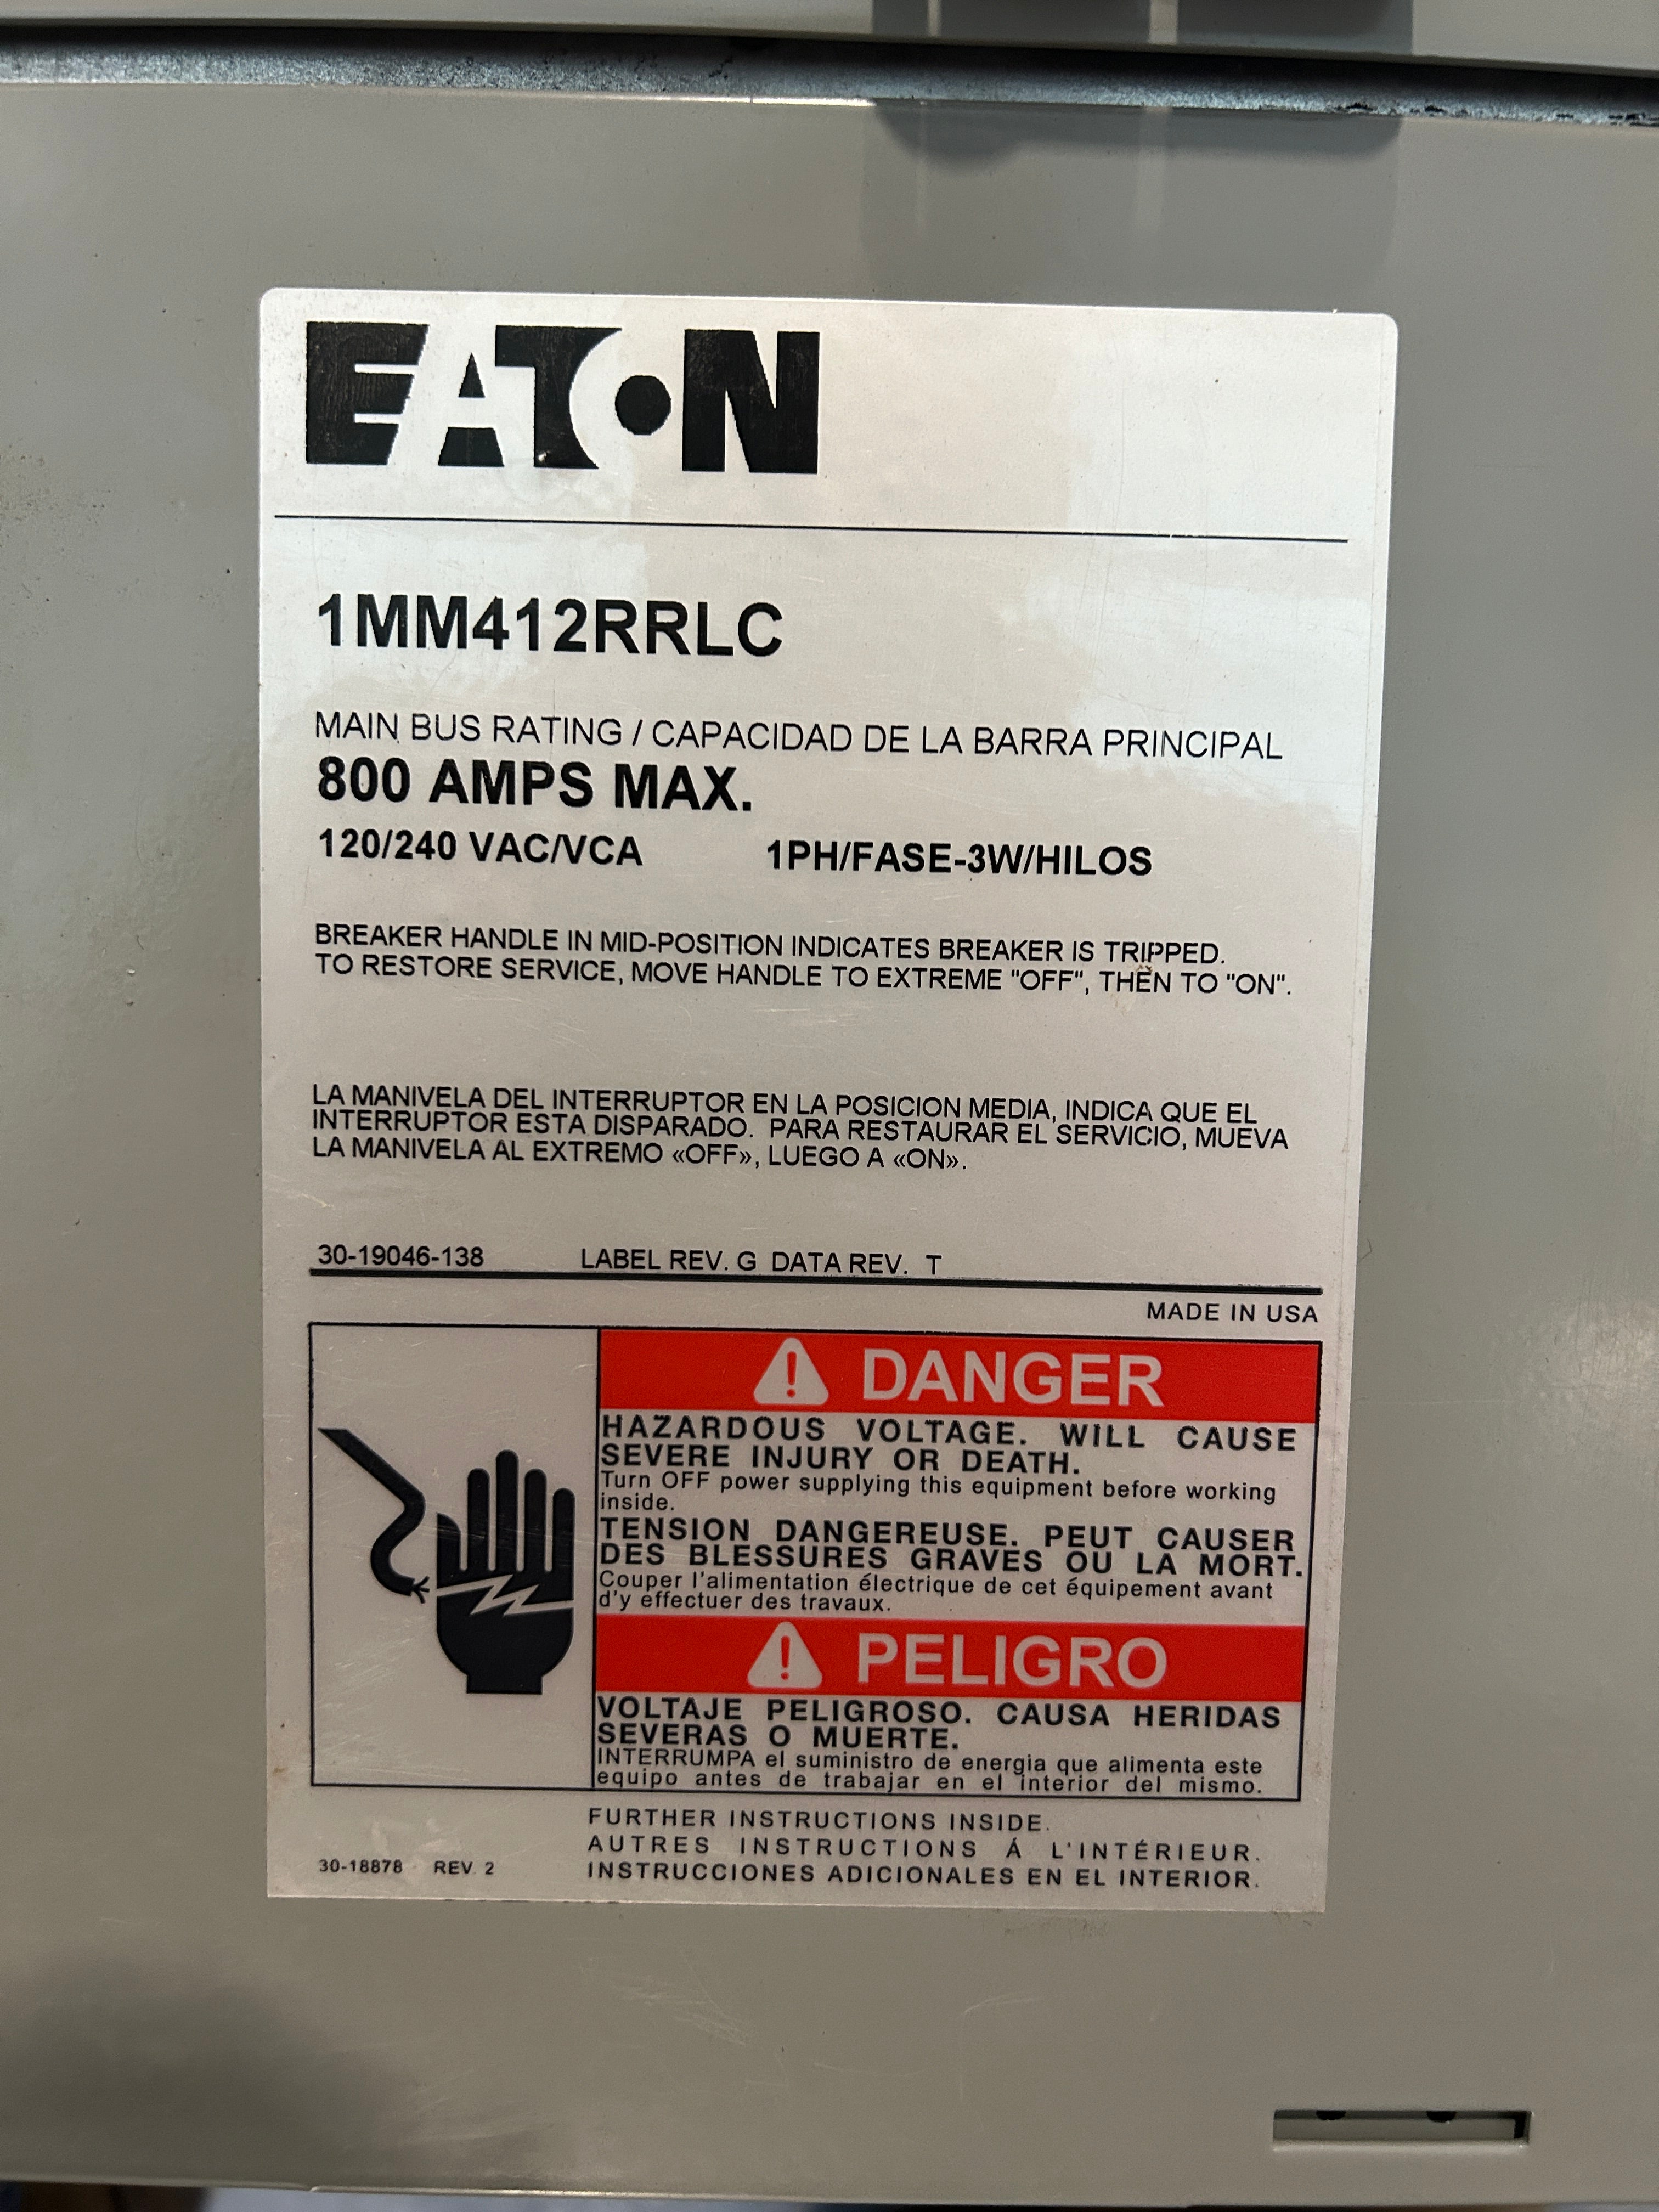 EATON
1MM412RRLC
MAIN BUS RATING / CAPACIDAD DE LA BARRA PRINCIPAL
800 AMPS MAX.
120/240 VAC/VCA 1PH/FASE-3W/HILOS
BREAKER HANDLE IN MID-POSITION INDICATES BREAKER IS TRIPPED.
TO RESTORE SERVICE, MOVE HANDLE TO EXTREME "OFF", THEN TO "ON".
LA MANIVELA DEL INTERRUPTOR EN LA POSICION MEDIA, INDICA QUE EL
INTERRUPTOR ESTA DISPARADO. PARA RESTAURAR EL SERVICIO, MUEVA
LA MANIVELA AL EXTREMO «OFF», LUEGO A «ON».
30-19046-138 LABEL REV. G DATA REV. T
MADE IN USA
DANGER
HAZARDOUS VOLTAGE. WILL CAUSE
SEVERE INJURY OR DEATH.
Turn OFF power supplying this equipment before working
inside.
TENSION DANGEREUSE. PEUT CAUSER
DES BLESSURES GRAVES OU LA MORT.
Couper l'alimentation électrique de cet équipement avant
d'y effectuer des travaux.
PELIGRO
VOLTAJE PELIGROSO. CAUSA HERIDAS
SEVERAS O MUERTE.
INTERRUMPA el suministro de energia que alimenta este
equipo antes de trabajar en el interior del mismo.
FURTHER INSTRUCTIONS INSIDE.
AUTRES INSTRUCTIONS Á L'INTÉRIEUR.
30-18878 REV. 2 INSTRUCCIONES ADICIONALES EN EL INTERIOR.